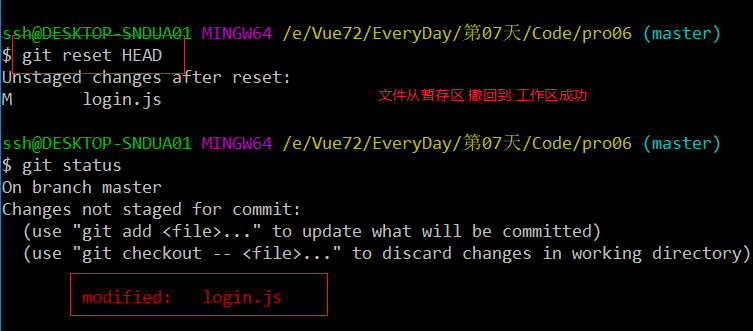 ssh@DESKTOP-SNDUA01 MINGW64 /e/Vue72/EveryDay/第07天/Code/pro06 (master)
$ git reset HEAD
Unstaged changes after reset:
M       login.js
文件从暂存区 撤回到 工作区成功
ssh@DESKTOP-SNDUA01 MINGW64 /e/Vue72/EveryDay/第07天/Code/pro06 (master)
$ git status
On branch master
Changes not staged for commit:
  (use "git add <file>..." to update what will be committed)
  (use "git checkout -- <file>..." to discard changes in working directory)
        modified:   login.js